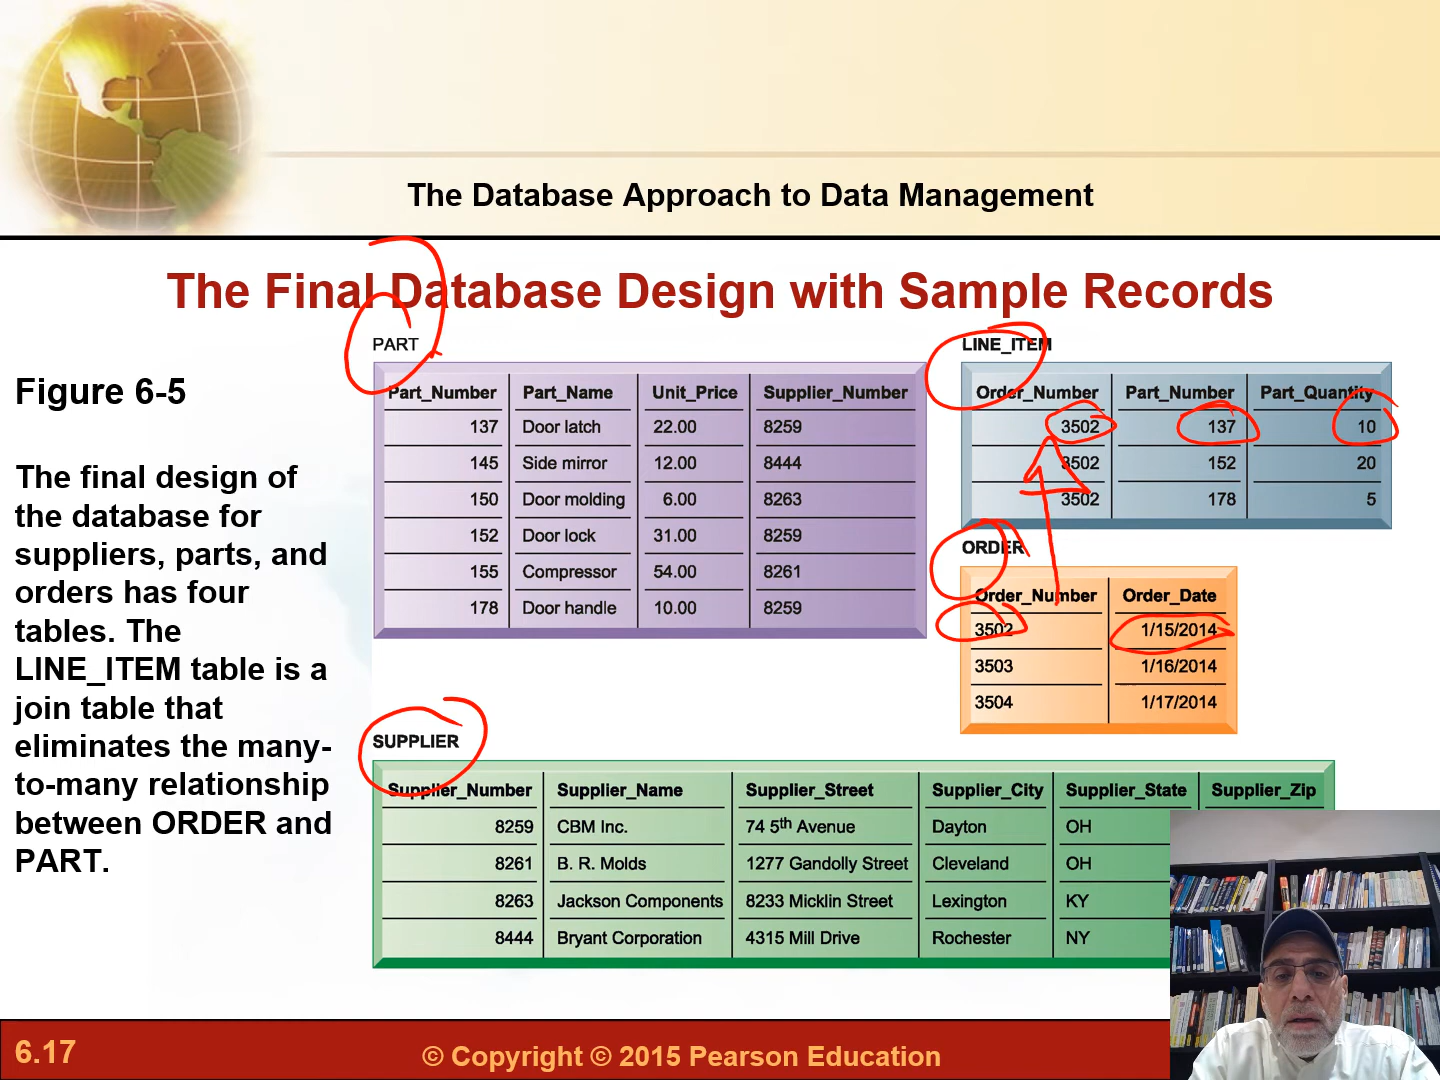 The Database Approach to Data Management
The Final Database Design with Sample Records
Figure 6-5
The final design of
the database for
suppliers, parts, and
orders has four
tables. The
LINE_ITEM table is a
join table that
eliminates the many-
to-many relationship
between ORDER and
PART.
PART
Part_Number Part_Name Unit_Price Supplier_Number
137 Door latch 22.00 8259
145 Side mirror 12.00 8444
150 Door molding 6.00 8263
152 Door lock 31.00 8259
155 Compressor 54.00 8261
178 Door handle 10.00 8259
LINE_ITEM
Order_Number Part_Number Part_Quantity
3502 137 10
3502 152 20
3502 178 5
ORDER
Order_Number Order_Date
3502 1/15/2014
3503 1/16/2014
3504 1/17/2014
SUPPLIER
Supplier_Number Supplier_Name Supplier_Street Supplier_City Supplier_State Supplier_Zip
8259 CBM Inc. 74 5th Avenue Dayton OH
8261 B. R. Molds 1277 Gandolly Street Cleveland OH
8263 Jackson Components 8233 Micklin Street Lexington KY
8444 Bryant Corporation 4315 Mill Drive Rochester NY
6.17
© Copyright © 2015 Pearson Education